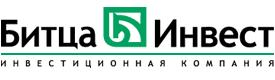 Битца Инвест
ИНВЕСТИЦИОННАЯ КОМПАНИЯ